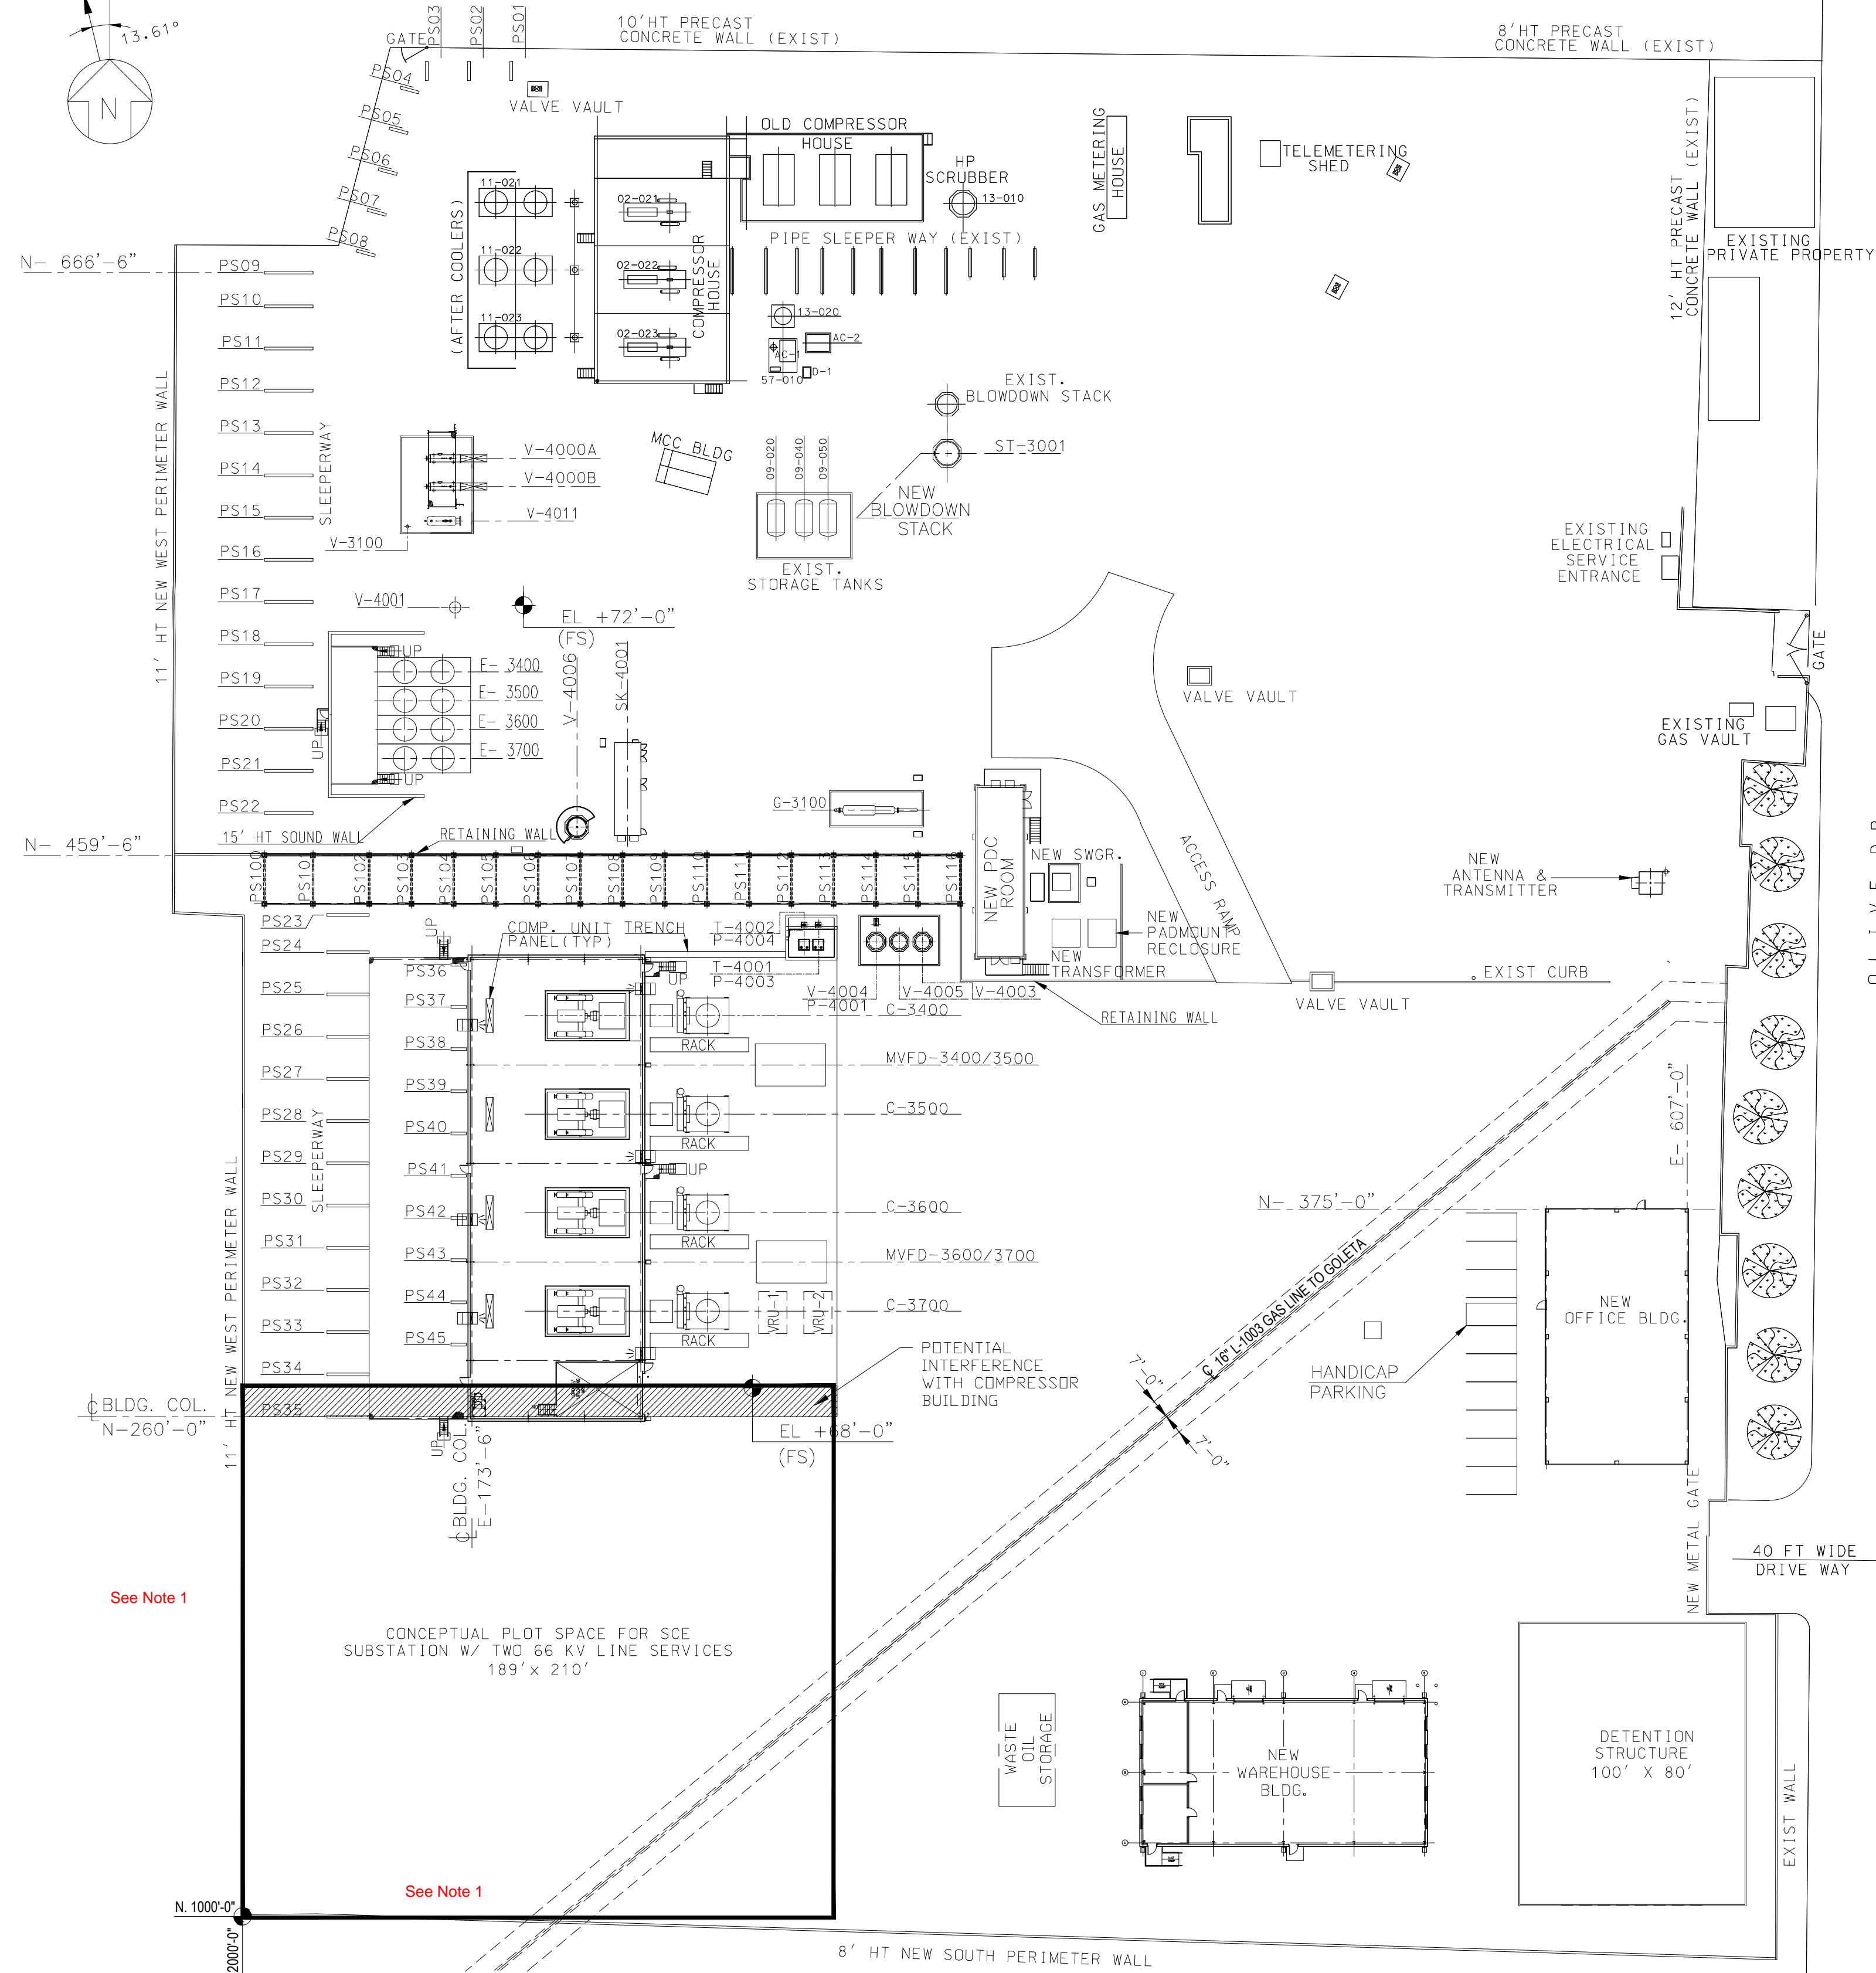 13.61°
N
GATE
PS03
PS02
PS01
10'HT PRECAST
CONCRETE WALL (EXIST)
8'HT PRECAST
CONCRETE WALL (EXIST)
PS04
PS05
PS06
PS07
PS08
VALVE VAULT
OLD COMPRESSOR
HOUSE
HP
SCRUBBER
13-010
GAS METERING
HOUSE
TELEMETERING
SHED
12' HT PRECAST
CONCRETE WALL (EXIST)
EXISTING
PRIVATE PROPERTY
(AFTER COOLERS)
11-021
11-022
11-023
02-021
02-022
02-023
COMPRESSOR
HOUSE
PIPE SLEEPER WAY (EXIST)
13-020
AC-2
AC-1
57-010
D-1
N- 666'-6"
PS09
PS10
PS11
PS12
PS13
PS14
PS15
PS16
PS17
PS18
PS19
PS20
PS21
PS22
11' HT NEW WEST PERIMETER WALL
SLEEPERWAY
EXIST.
BLOWDOWN STACK
ST-3001
NEW
BLOWDOWN
STACK
MCC BLDG
09-020
09-040
09-050
EXIST.
STORAGE TANKS
V-4000A
V-4000B
V-4011
V-3100
V-4001
EL +72'-0"
(FS)
EXISTING
ELECTRICAL
SERVICE
ENTRANCE
GATE
UP
E- 3400
E- 3500
E- 3600
E- 3700
UP
UP
V-4006
SK-4001
VALVE VAULT
EXISTING
GAS VAULT
15' HT SOUND WALL
RETAINING WALL
G-3100
N- 459'-6"
PS100
PS101
PS102
PS103
PS104
PS105
PS106
PS107
PS108
PS109
PS110
PS111
PS112
PS113
PS114
PS115
PS116
NEW PDC
ROOM
NEW SWGR.
ACCESS RAMP
NEW
PADMOUNT
RECLOSURE
NEW
TRANSFORMER
NEW
ANTENNA &
TRANSMITTER
EXIST CURB
VALVE VAULT
RETAINING WALL
PS23
PS24
PS25
PS26
PS27
PS28
PS29
PS30
PS31
PS32
PS33
PS34
PS35
SLEEPERWAY
11' HT NEW WEST PERIMETER WALL
UP
COMP. UNIT
PANEL(TYP)
TRENCH
T-4002
P-4004
T-4001
P-4003
V-4004
P-4001
V-4005
V-4003
PS36
PS37
PS38
PS39
PS40
PS41
PS42
PS43
PS44
PS45
UP
UP
C-3400
RACK
MVFD-3400/3500
C-3500
RACK
C-3600
RACK
MVFD-3600/3700
C-3700
RACK
VRU-1
VRU-2
POTENTIAL
INTERFERENCE
WITH COMPRESSOR
BUILDING
℄ 16" L-1003 GAS LINE TO GOLETA
7'-0"
7'-0"
E- 607'-0"
N- 375'-0"
NEW
OFFICE BLDG.
HANDICAP
PARKING
℄ BLDG. COL.
N-260'-0"
UP
℄ BLDG. COL.
E-173'-6"
EL +68'-0"
(FS)
NEW METAL GATE
40 FT WIDE
DRIVE WAY
See Note 1
CONCEPTUAL PLOT SPACE FOR SCE
SUBSTATION W/ TWO 66 KV LINE SERVICES
189'x 210'
WASTE
OIL
STORAGE
NEW
WAREHOUSE
BLDG.
DETENTION
STRUCTURE
100' X 80'
EXIST WALL
See Note 1
N. 1000'-0"
2000'-0"
8' HT NEW SOUTH PERIMETER WALL